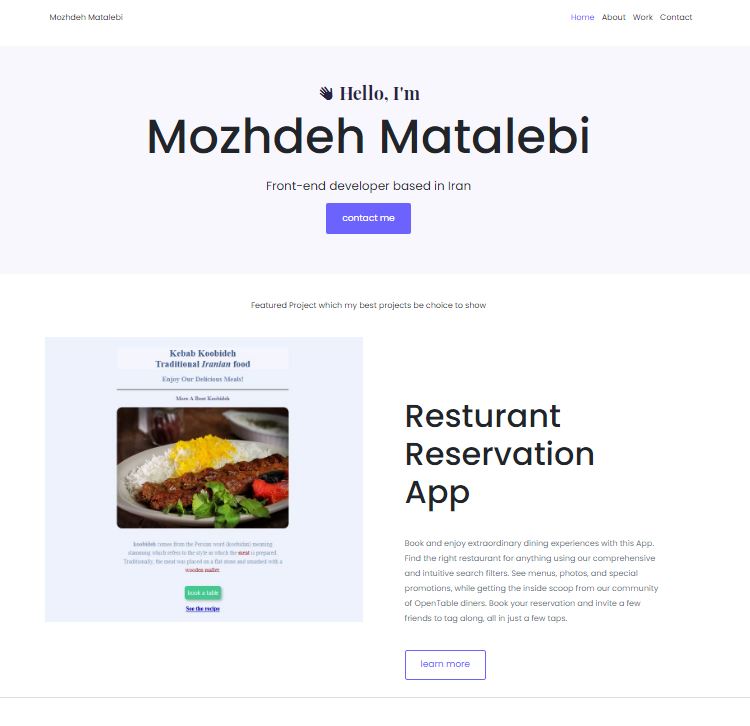 Mozhdeh Matalebi
Home About Work Contact
👋 Hello, I'm
Mozhdeh Matalebi
Front-end developer based in Iran
contact me
Featured Project which my best projects be choice to show
Kebab Koobideh
Traditional Iranian food
Enjoy Our Delicious Meals!
More A Bout Koobideh
koobideh comes from the Persian word (koobidan) meaning
slamming which refers to the style in which the meat is prepared.
Traditionally, the meat was placed on a flat stone and smashed with a
wooden mallet.
book a table
See the recipe
Resturant
Reservation
App
Book and enjoy extraordinary dining experiences with this App.
Find the right restaurant for anything using our comprehensive
and intuitive search filters. See menus, photos, and special
promotions, while getting the inside scoop from our community
of OpenTable diners. Book your reservation and invite a few
friends to tag along, all in just a few taps.
learn more